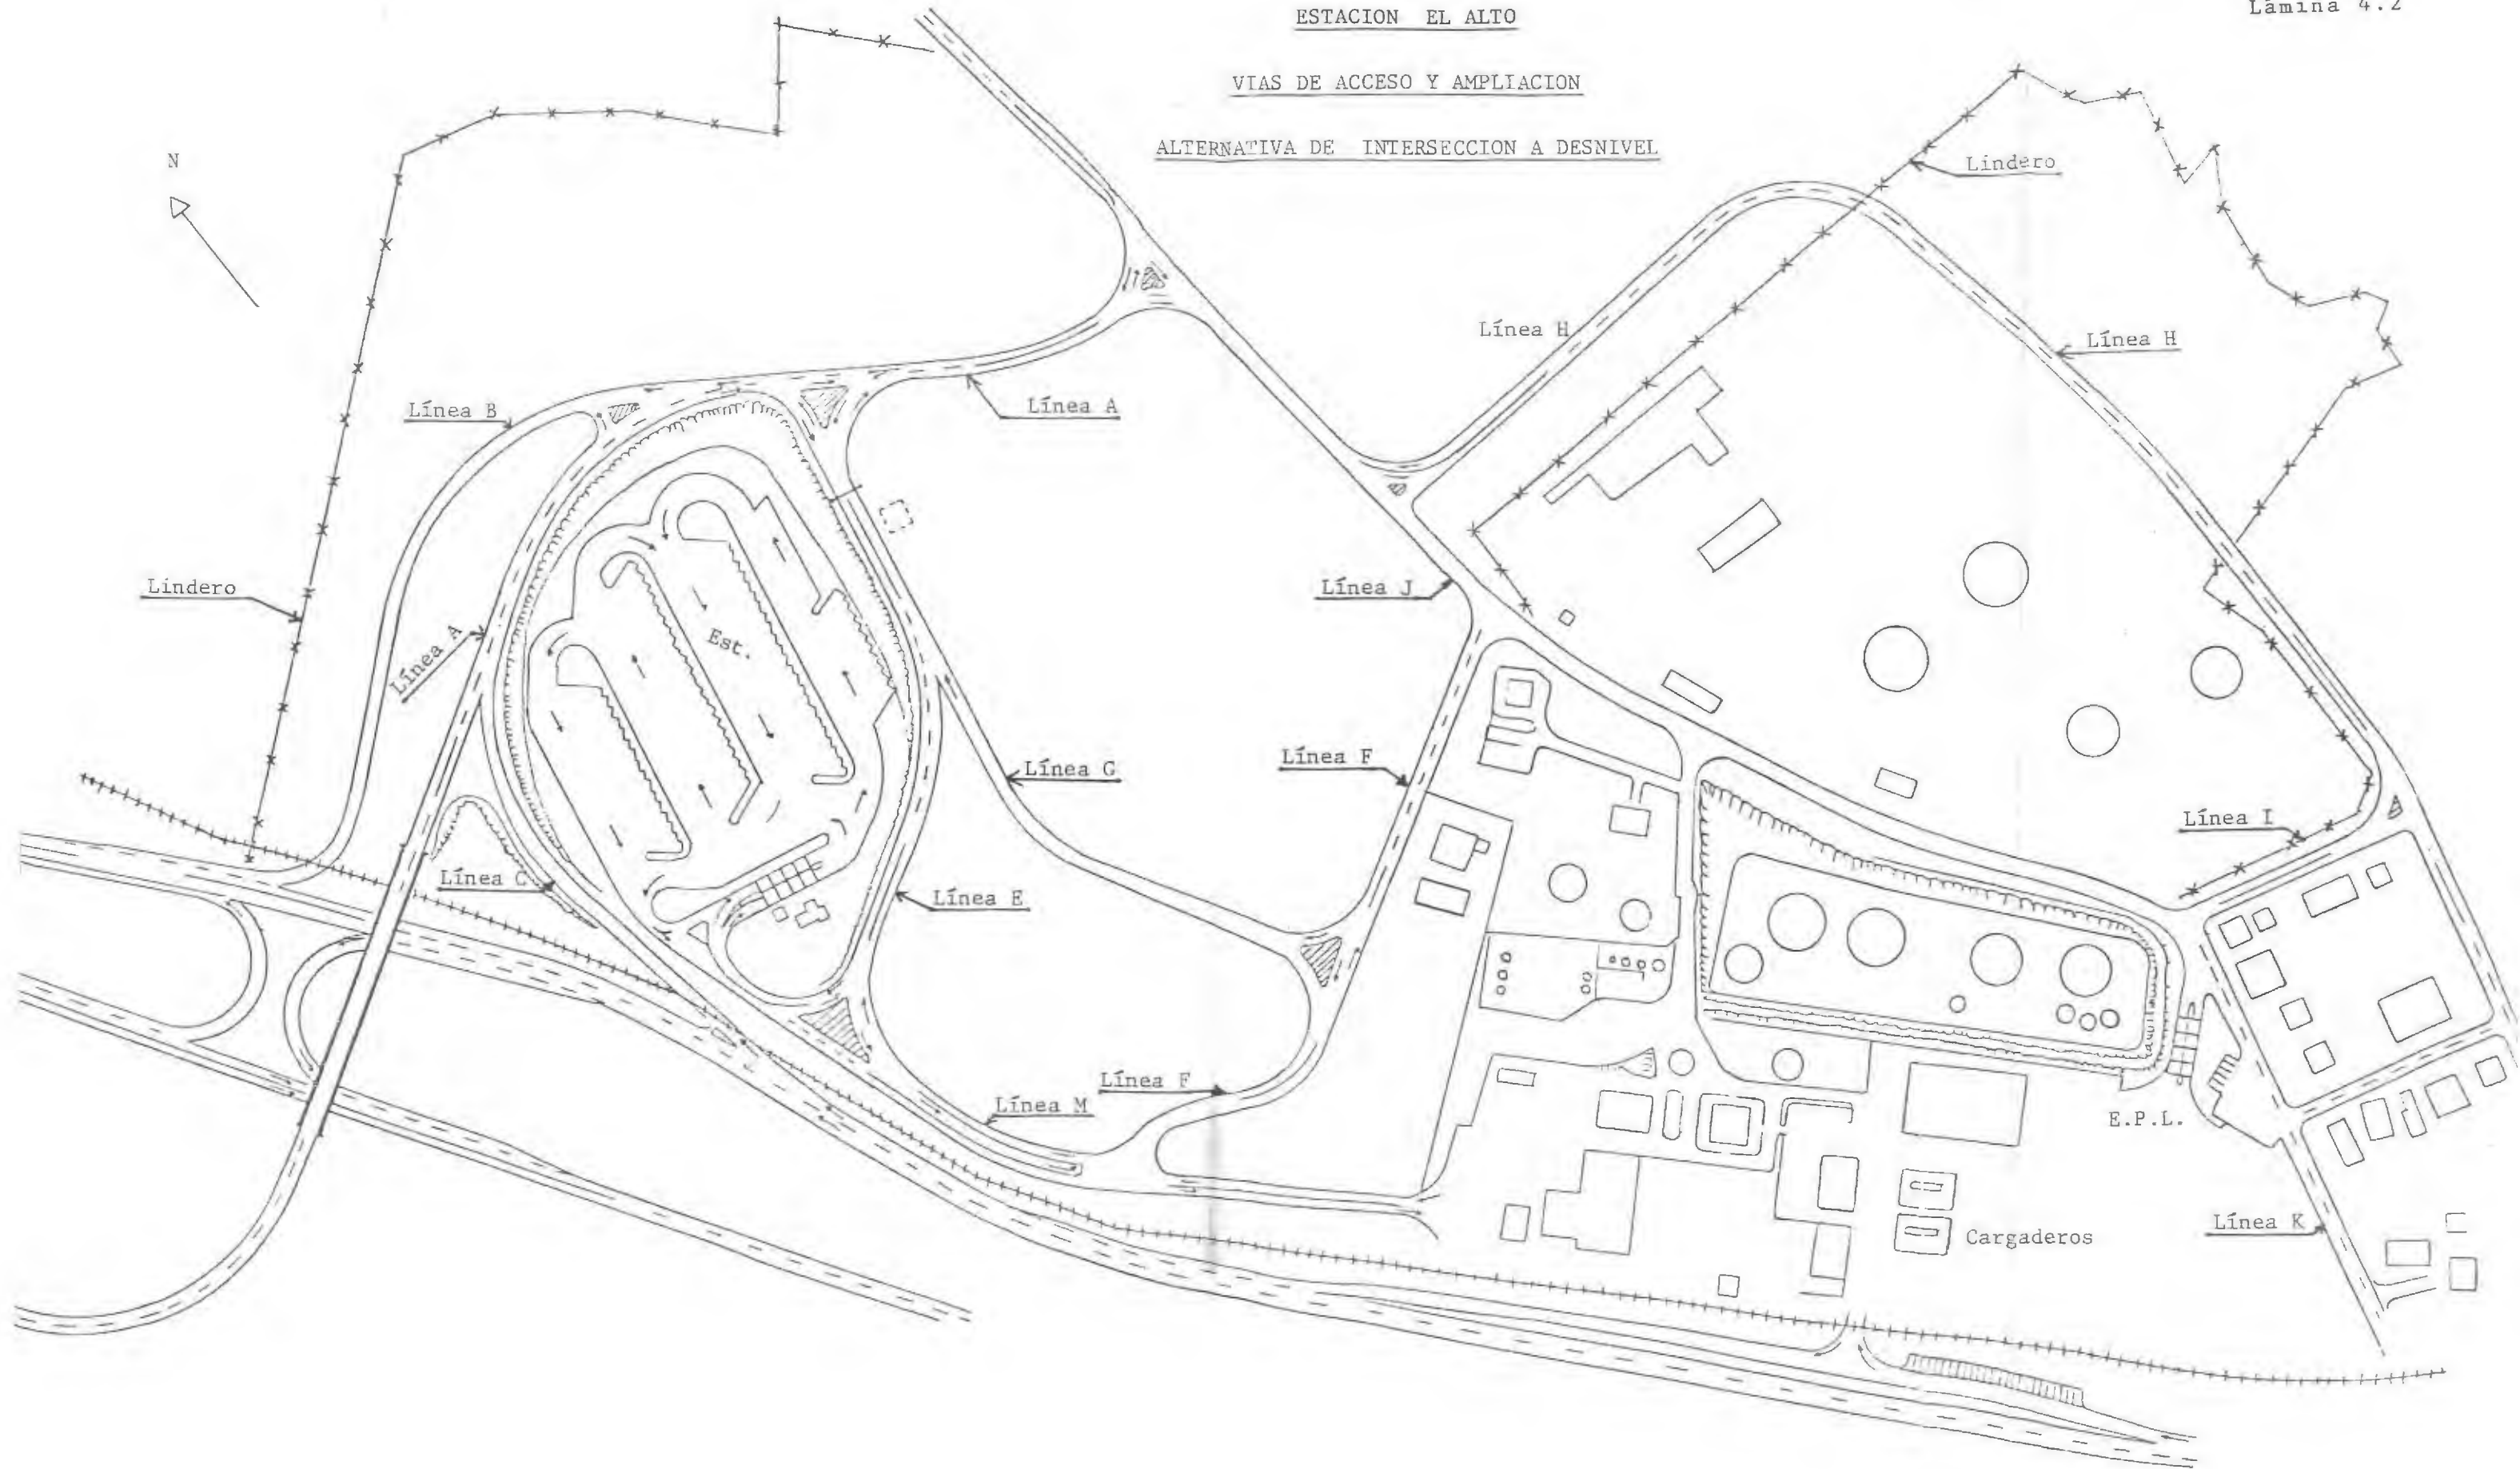 Lámina 4.2
ESTACION EL ALTO
VIAS DE ACCESO Y AMPLIACION
ALTERNATIVA DE INTERSECCION A DESNIVEL
N
Lindero
Línea H
Línea H
Línea B
Línea A
Lindero
Línea J
Línea A
Est.
Línea G
Línea F
Línea I
Línea C
Línea E
Línea F
Línea M
E.P.L.
Línea K
Cargaderos